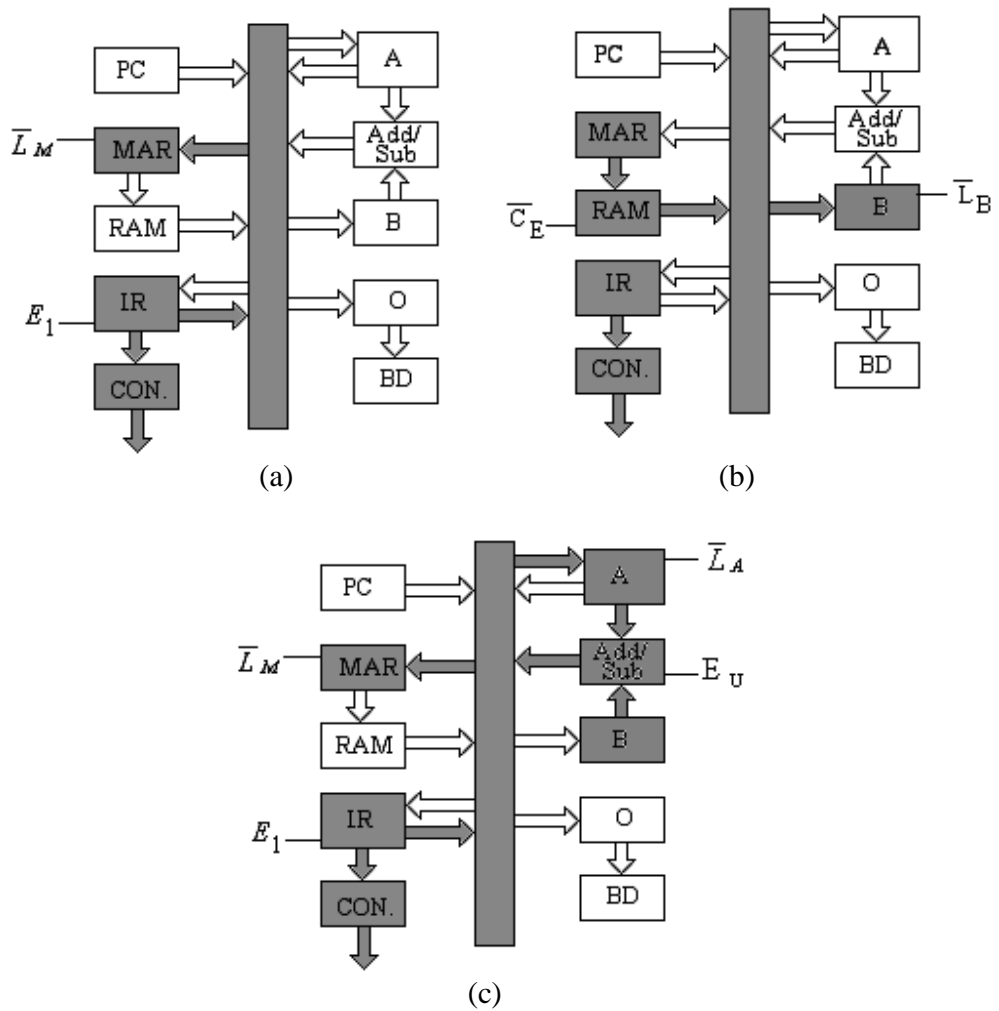 PC
A
L̅M
MAR
Add/
Sub
RAM
B
E1
IR
O
CON.
BD
(a)
PC
A
MAR
Add/
Sub
C̅E
RAM
B
L̅B
IR
O
CON.
BD
(b)
PC
A
L̅A
L̅M
MAR
Add/
Sub
E̅U
RAM
B
E1
IR
O
CON.
BD
(c)